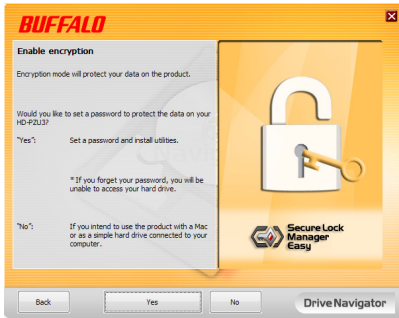 BUFFALO
Enable encryption
Encryption mode will protect your data on the product.
Would you like to set a password to protect the data on your
HD-PZU3?
"Yes": Set a password and install utilities.
* If you forget your password, you will be
unable to access your hard drive.
"No": If you intend to use the product with a Mac
or as a simple hard drive connected to your
computer.
Secure Lock
Manager
Easy
Back Yes No DriveNavigator